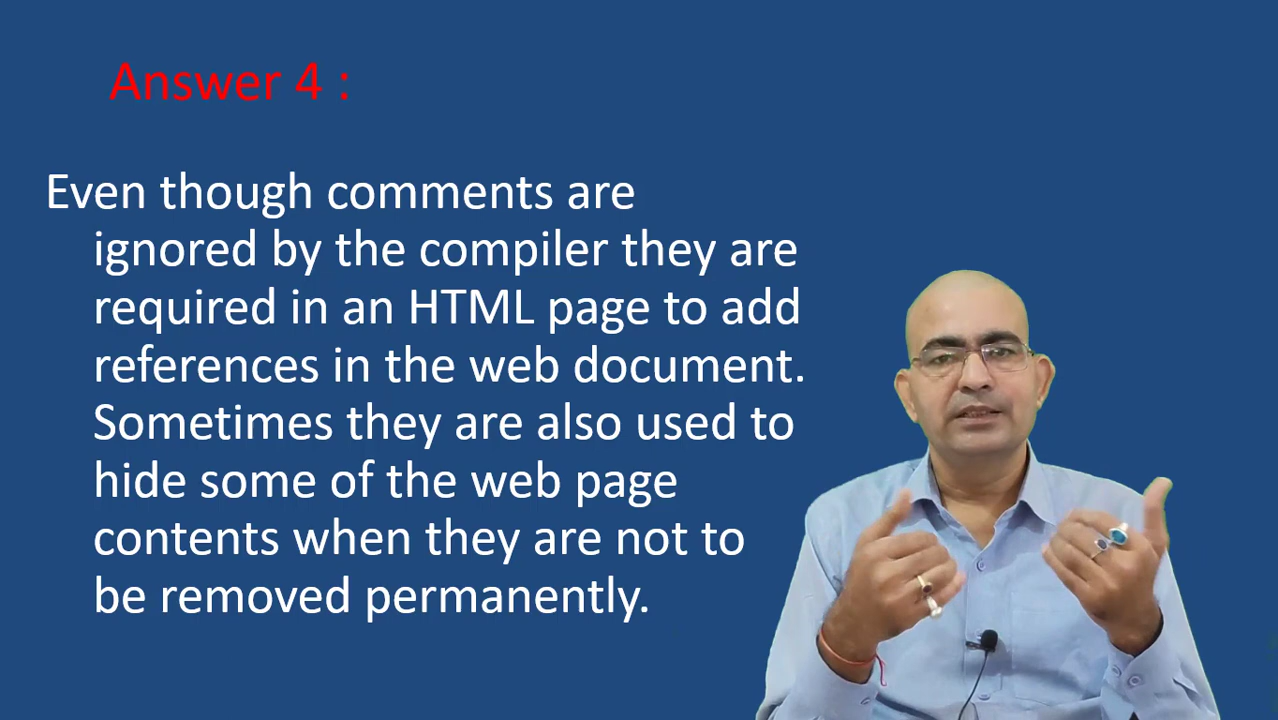 Answer 4 :
Even though comments are
ignored by the compiler they are
required in an HTML page to add
references in the web document.
Sometimes they are also used to
hide some of the web page
contents when they are not to
be removed permanently.